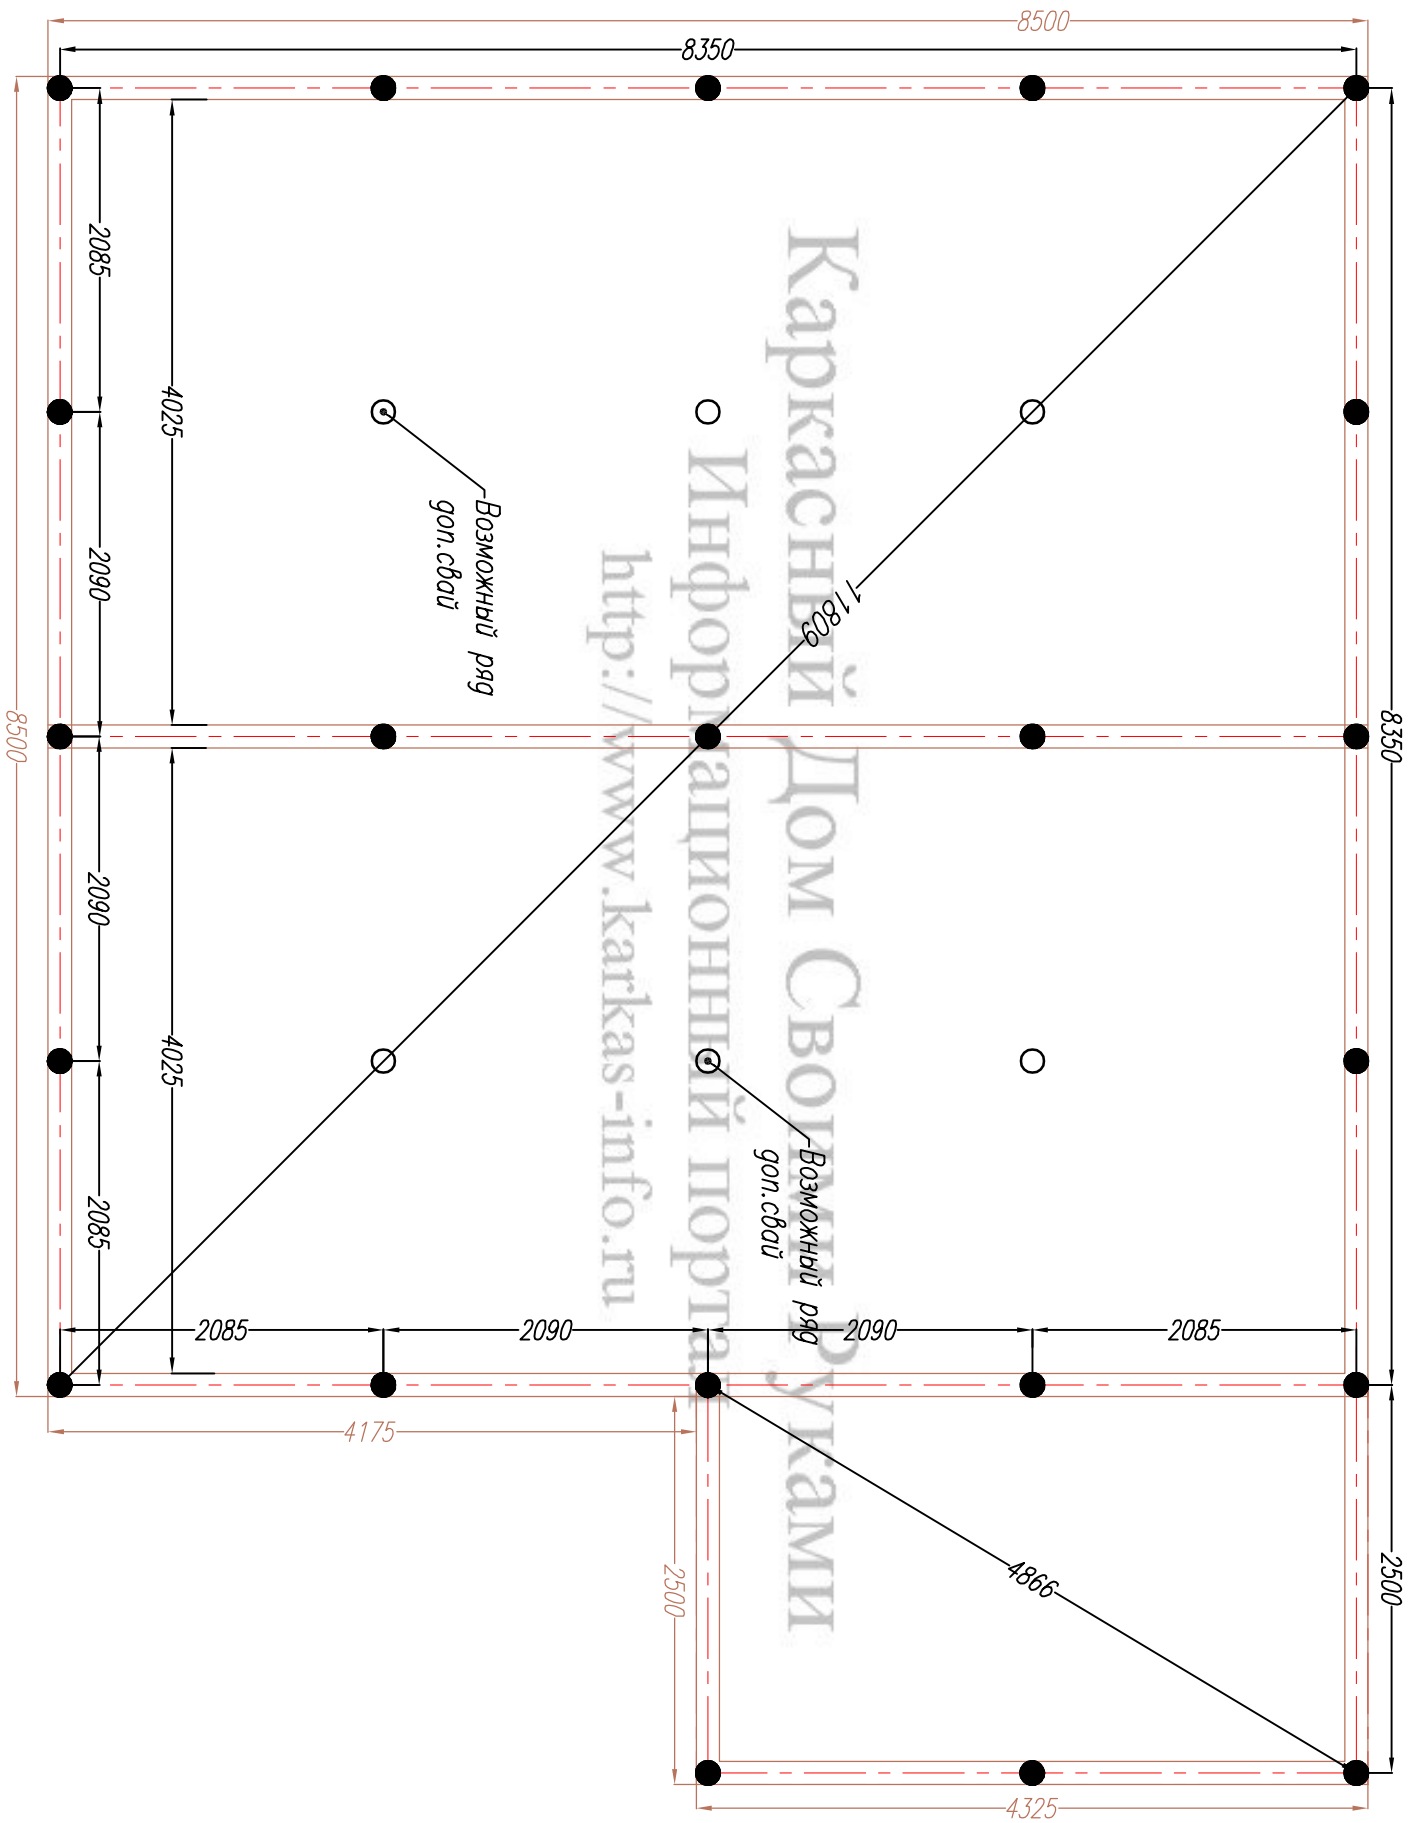 8500
8350
2085
2090
2090
2085
4025
4025
8500
8350
2500
11809
Возможный ряд
доп.свай
Возможный ряд
доп.свай
Каркасный Дом Своими Руками
Информационный портал
http://www.karkas-info.ru
2085
2090
2090
2085
4175
2500
4866
4325